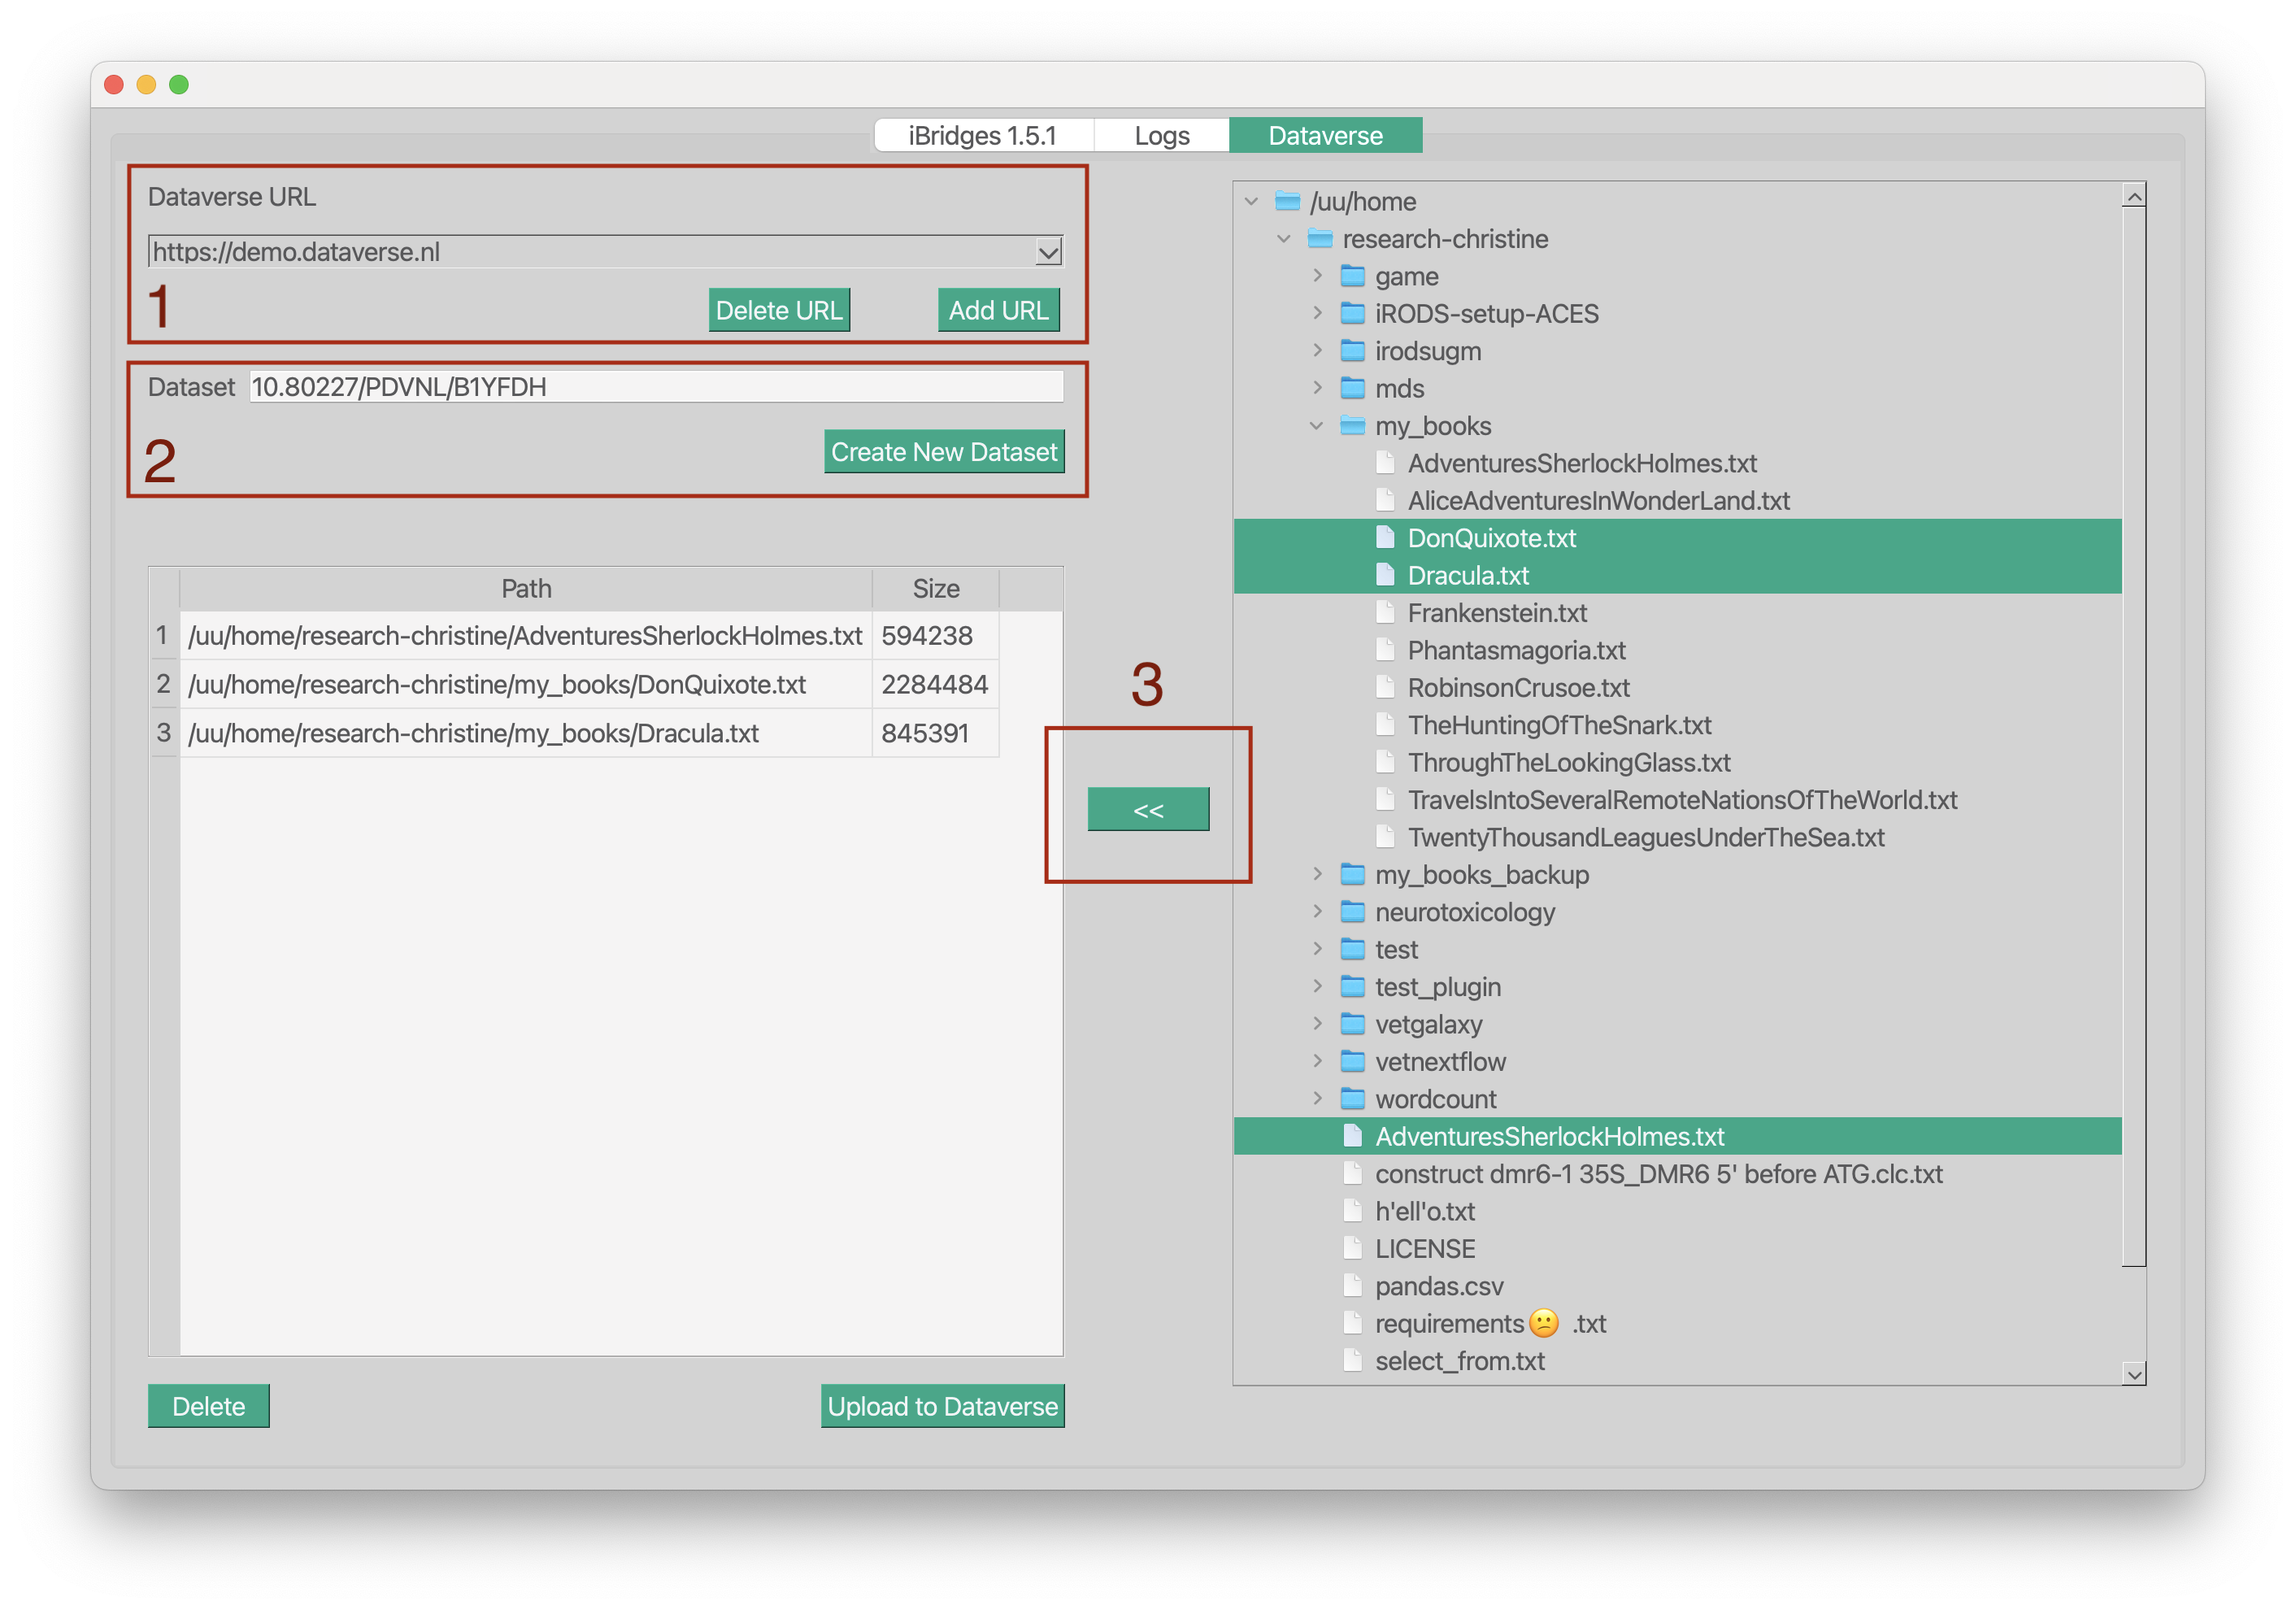 iBridges 1.5.1 Logs Dataverse
Dataverse URL
https://demo.dataverse.nl
1
Delete URL Add URL
Dataset 10.80227/PDVNL/B1YFDH
2
Create New Dataset
Path Size
1 /uu/home/research-christine/AdventuresSherlockHolmes.txt 594238
2 /uu/home/research-christine/my_books/DonQuixote.txt 2284484
3 /uu/home/research-christine/my_books/Dracula.txt 845391
Delete Upload to Dataverse
3
<<
/uu/home
research-christine
game
iRODS-setup-ACES
irodsugm
mds
my_books
AdventuresSherlockHolmes.txt
AliceAdventuresInWonderLand.txt
DonQuixote.txt
Dracula.txt
Frankenstein.txt
Phantasmagoria.txt
RobinsonCrusoe.txt
TheHuntingOfTheSnark.txt
ThroughTheLookingGlass.txt
TravelsIntoSeveralRemoteNationsOfTheWorld.txt
TwentyThousandLeaguesUnderTheSea.txt
my_books_backup
neurotoxicology
test
test_plugin
vetgalaxy
vetnextflow
wordcount
AdventuresSherlockHolmes.txt
construct dmr6-1 35S_DMR6 5' before ATG.clc.txt
h'ell'o.txt
LICENSE
pandas.csv
requirements😕 .txt
select_from.txt